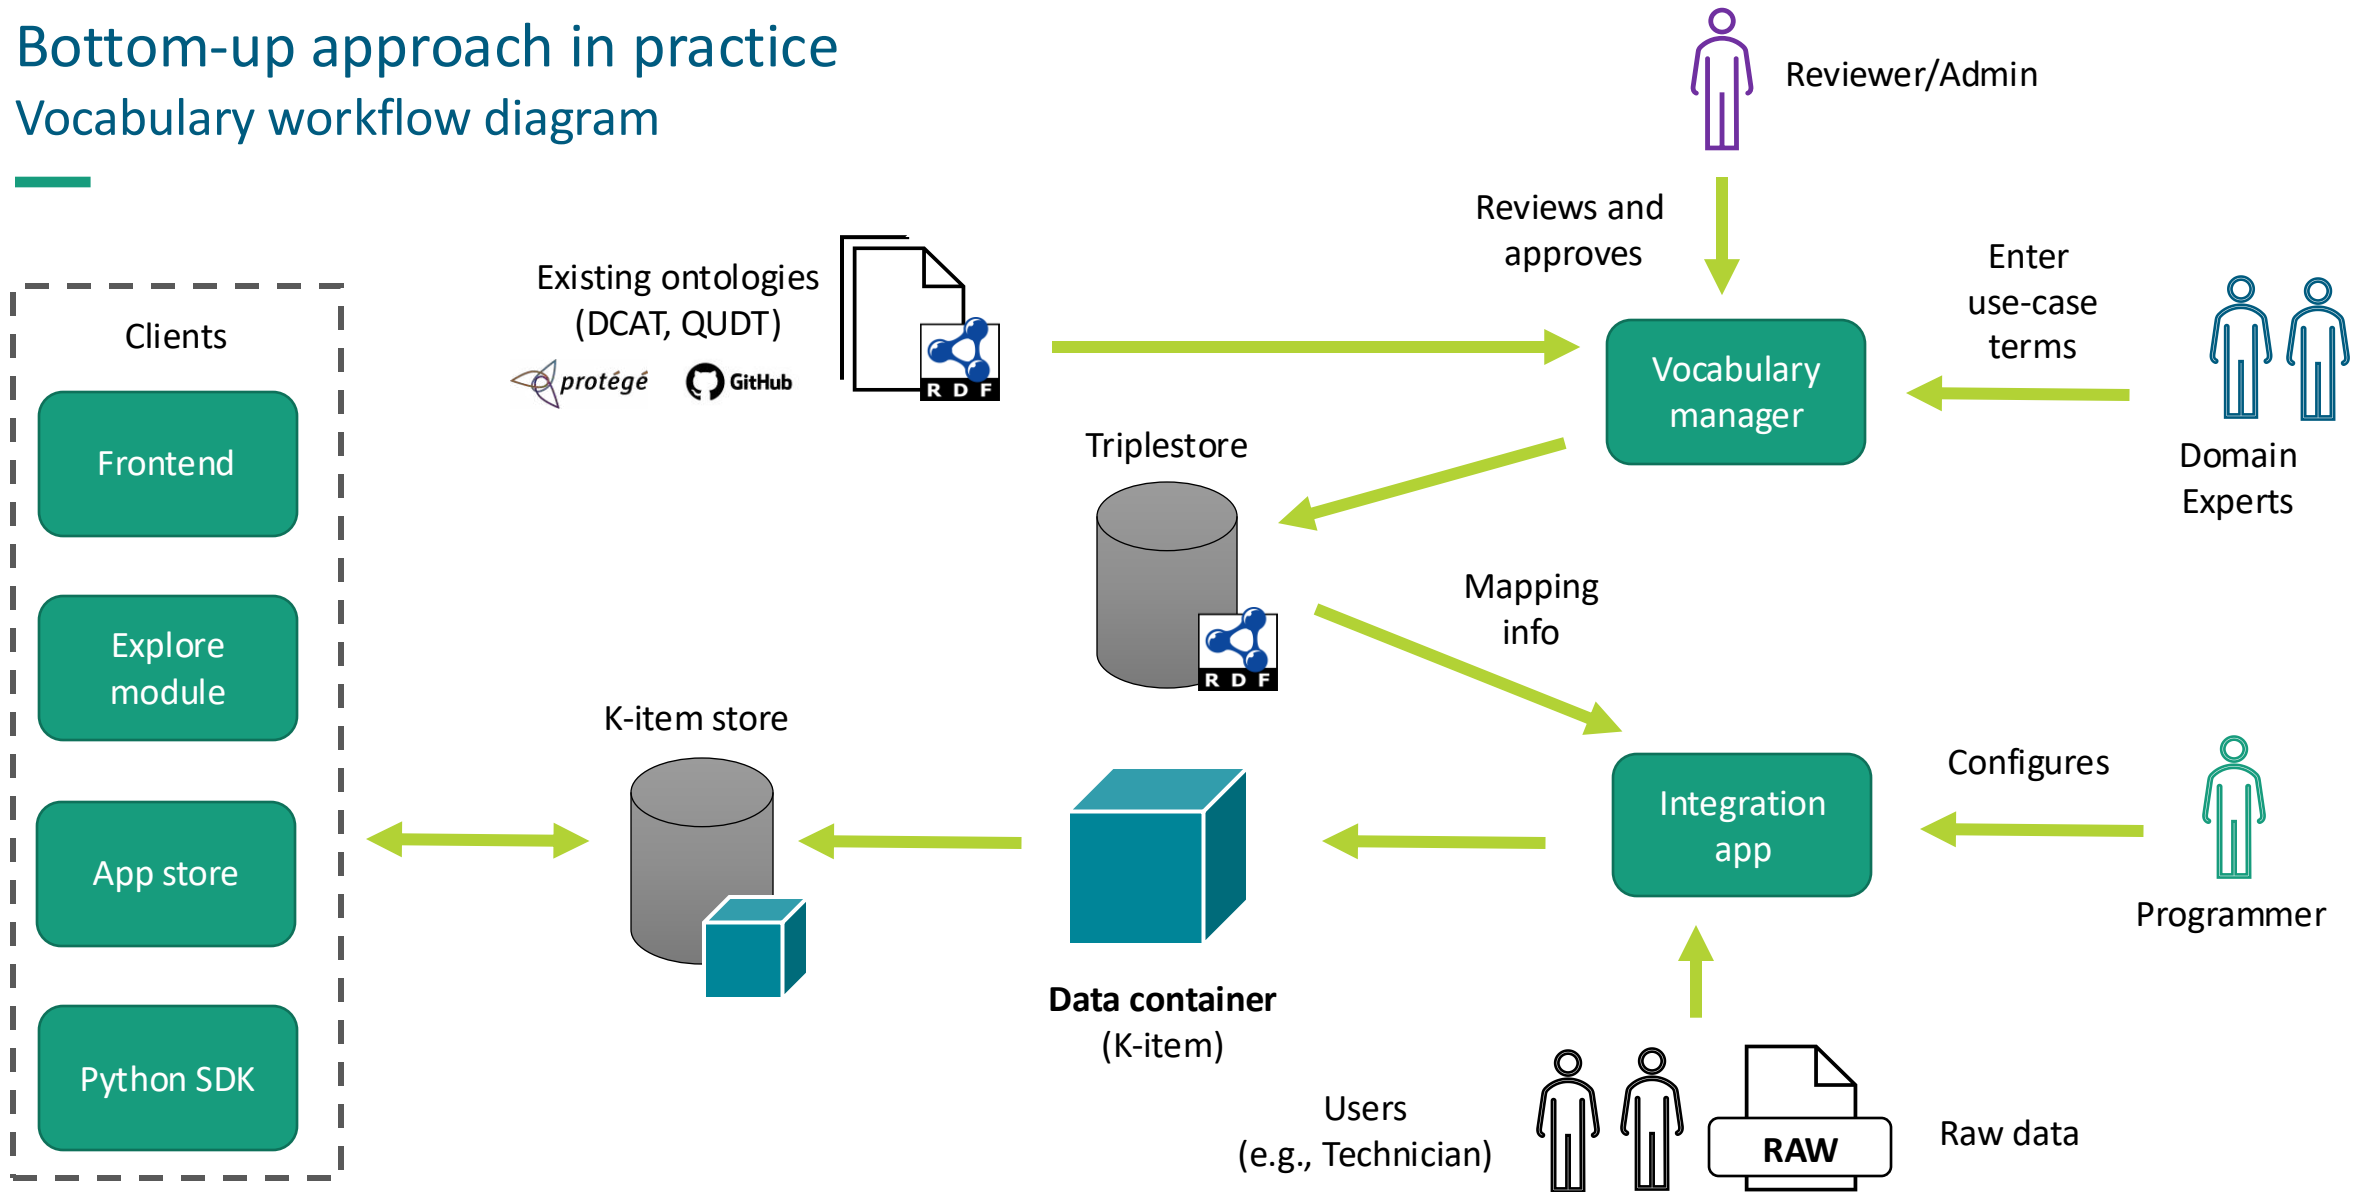 Bottom-up approach in practice
Vocabulary workflow diagram
Reviewer/Admin
Reviews and
approves
Enter
use-case
terms
Existing ontologies
(DCAT, QUDT)
protégé
GitHub
RDF
Vocabulary
manager
Domain
Experts
Clients
Frontend
Explore
module
App store
Python SDK
Triplestore
RDF
Mapping
info
K-item store
Data container
(K-item)
Integration
app
Configures
Programmer
Users
(e.g., Technician)
RAW
Raw data